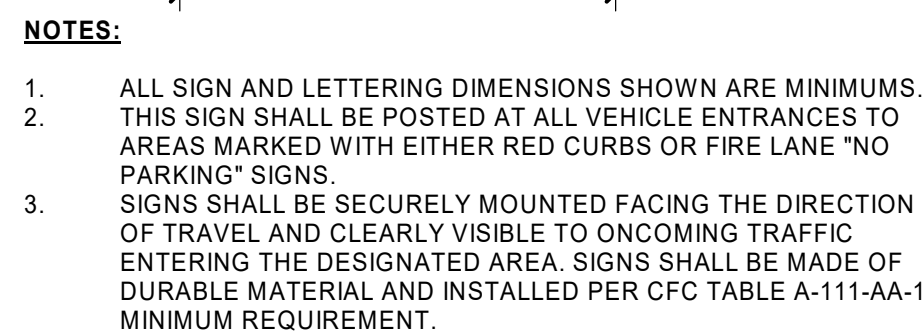 NOTES:
1. ALL SIGN AND LETTERING DIMENSIONS SHOWN ARE MINIMUMS.
2. THIS SIGN SHALL BE POSTED AT ALL VEHICLE ENTRANCES TO
AREAS MARKED WITH EITHER RED CURBS OR FIRE LANE "NO
PARKING" SIGNS.
3. SIGNS SHALL BE SECURELY MOUNTED FACING THE DIRECTION
OF TRAVEL AND CLEARLY VISIBLE TO ONCOMING TRAFFIC
ENTERING THE DESIGNATED AREA. SIGNS SHALL BE MADE OF
DURABLE MATERIAL AND INSTALLED PER CFC TABLE A-111-AA-1
MINIMUM REQUIREMENT.